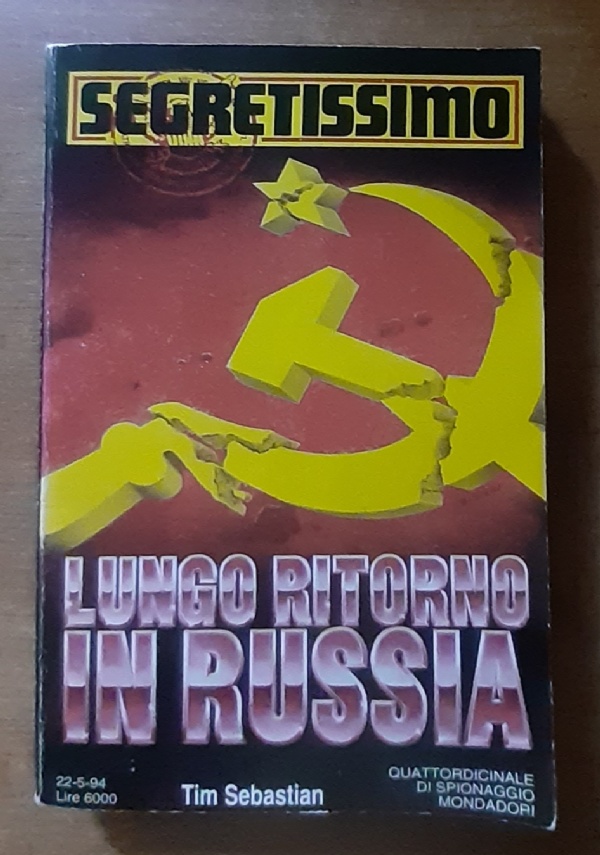 SEGRETISSIMO
LUNGO RITORNO
IN RUSSIA
22-5-94
Lire 6000
Tim Sebastian
QUATTORDICINALE
DI SPIONAGGIO
MONDADORI